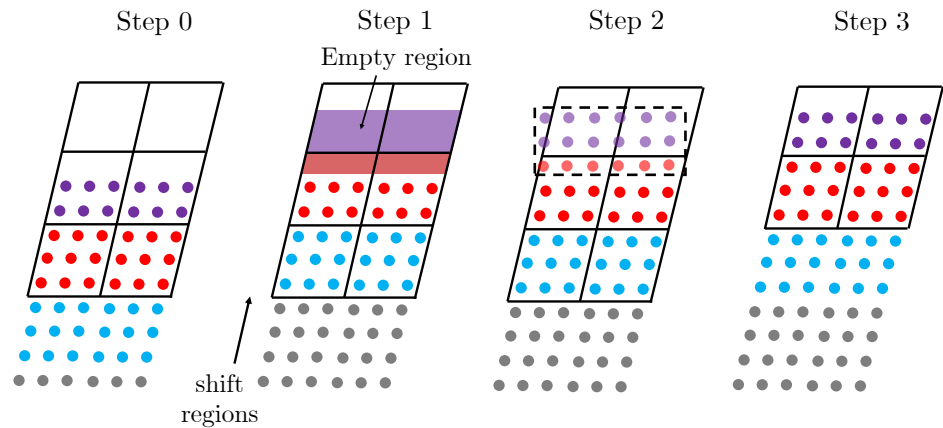 Step 0
Step 1
Step 2
Step 3
Empty region
shift
regions